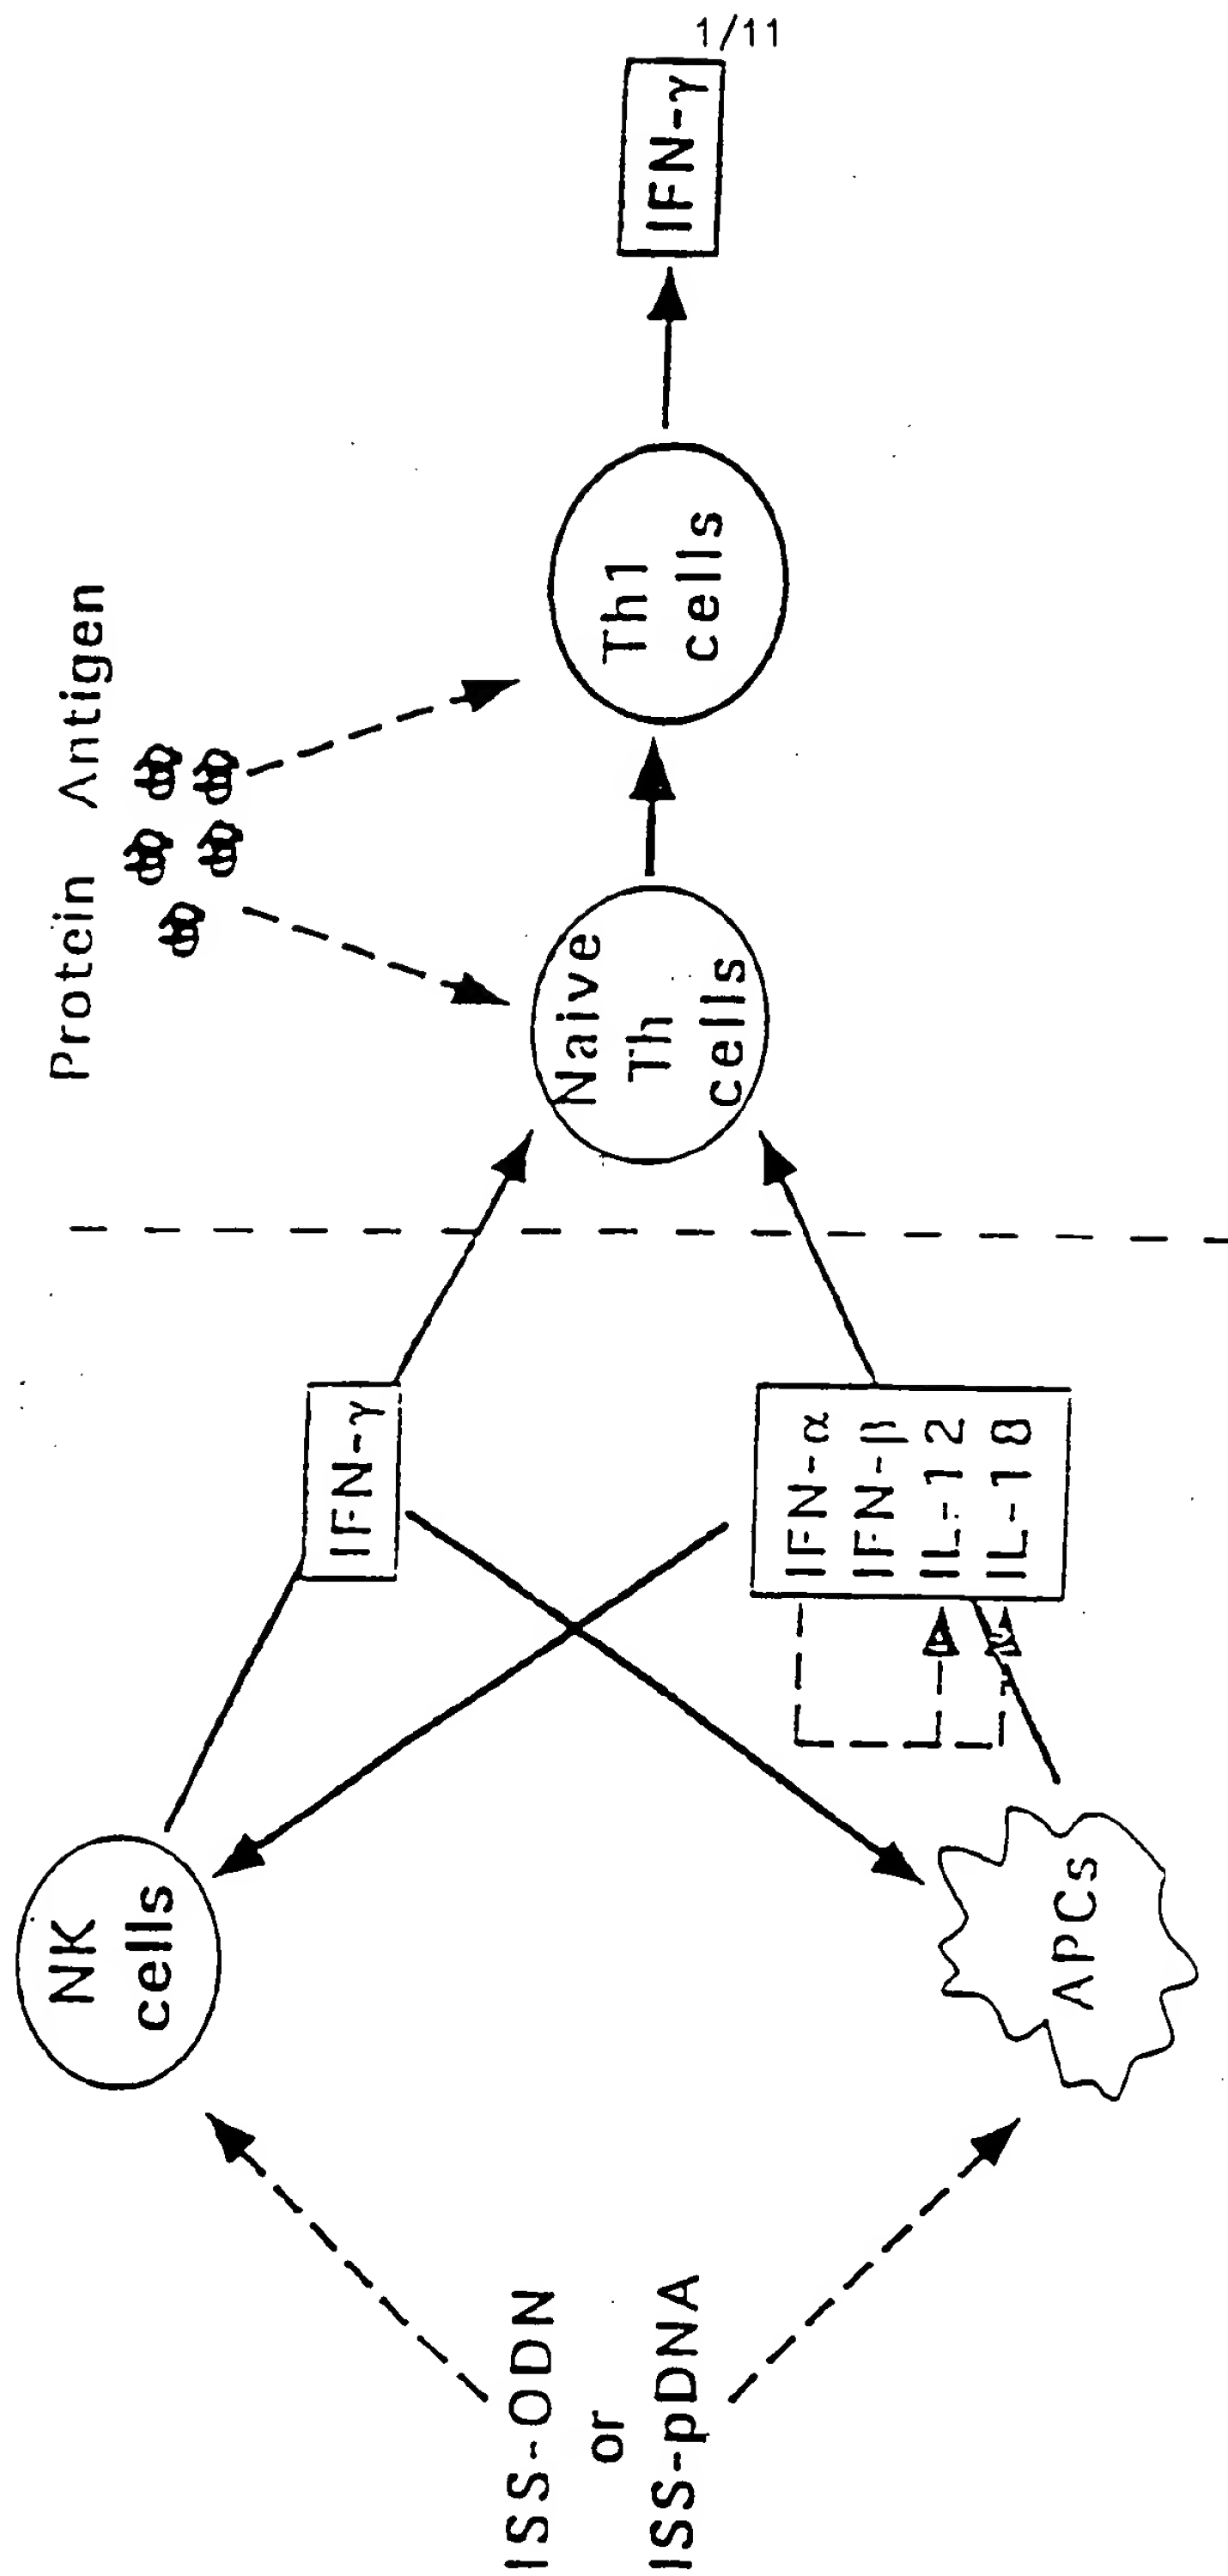 1/11
ISS-ODN
or
ISS-pDNA
NK
cells
APCs
IFN-γ
IFN-α
IFN-β
IL-12
IL-18
Protein Antigen
Naive
Th
cells
Th1
cells
IFN-γ